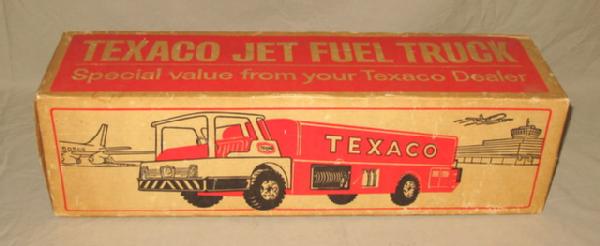 TEXACO JET FUEL TRUCK
Special value from your Texaco Dealer
TEXACO